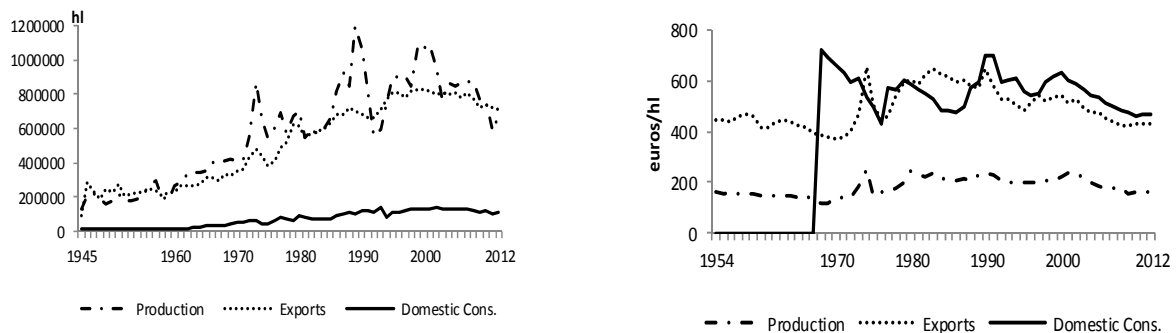 hl
1200000
1000000
800000
600000
400000
200000
0
1945 1960 1970 1980 1990 2000 2012
Production Exports Domestic Cons.
euros/hl
800
600
400
200
0
1954 1970 1980 1990 2000 2012
Production Exports Domestic Cons.